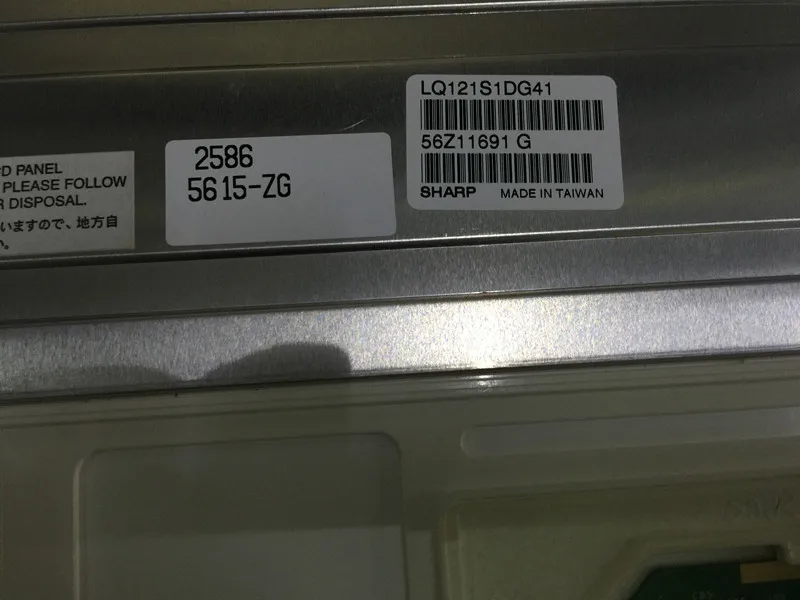 D PANEL
PLEASE FOLLOW
R DISPOSAL.
いますので、地方自
い。
2586
5615-ZG
LQ121S1DG41
56Z11691 G
SHARP MADE IN TAIWAN